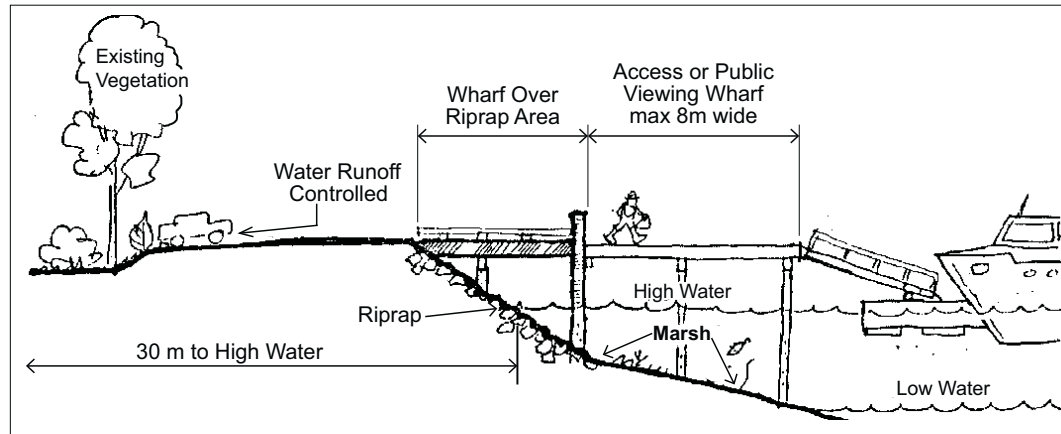 Existing
Vegetation
Wharf Over
Riprap Area
Access or Public
Viewing Wharf
max 8m wide
Water Runoff
Controlled
High Water
Riprap
Marsh
30 m to High Water
Low Water